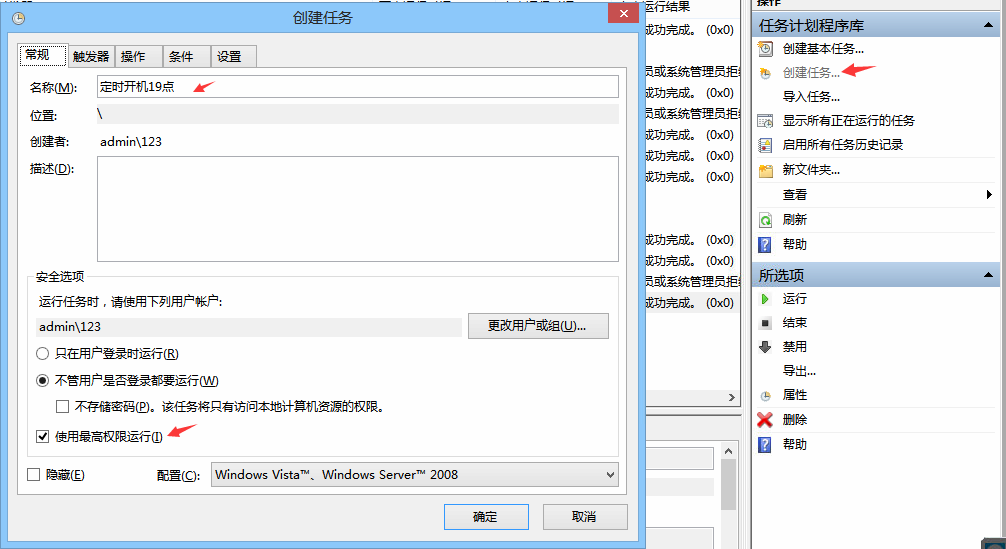 创建任务
常规 触发器 操作 条件 设置
名称(M): 定时开机19点
位置: \
创建者: admin\123
描述(D):
安全选项
运行任务时，请使用下列用户帐户:
admin\123
更改用户或组(U)...
只在用户登录时运行(R)
不管用户是否登录都要运行(W)
不存储密码(P)。该任务将只有访问本地计算机资源的权限。
使用最高权限运行(I)
隐藏(E)
配置(C): Windows Vista™、Windows Server™ 2008
确定 取消
运行结果
成功完成。 (0x0)
员或系统管理员拒
成功完成。 (0x0)
员或系统管理员拒
成功完成。 (0x0)
成功完成。 (0x0)
成功完成。 (0x0)
成功完成。 (0x0)
成功完成。 (0x0)
员或系统管理员拒
成功完成。 (0x0)
操作
任务计划程序库
创建基本任务...
创建任务...
导入任务...
显示所有正在运行的任务
启用所有任务历史记录
新文件夹...
查看
刷新
帮助
所选项
运行
结束
禁用
导出...
属性
删除
帮助